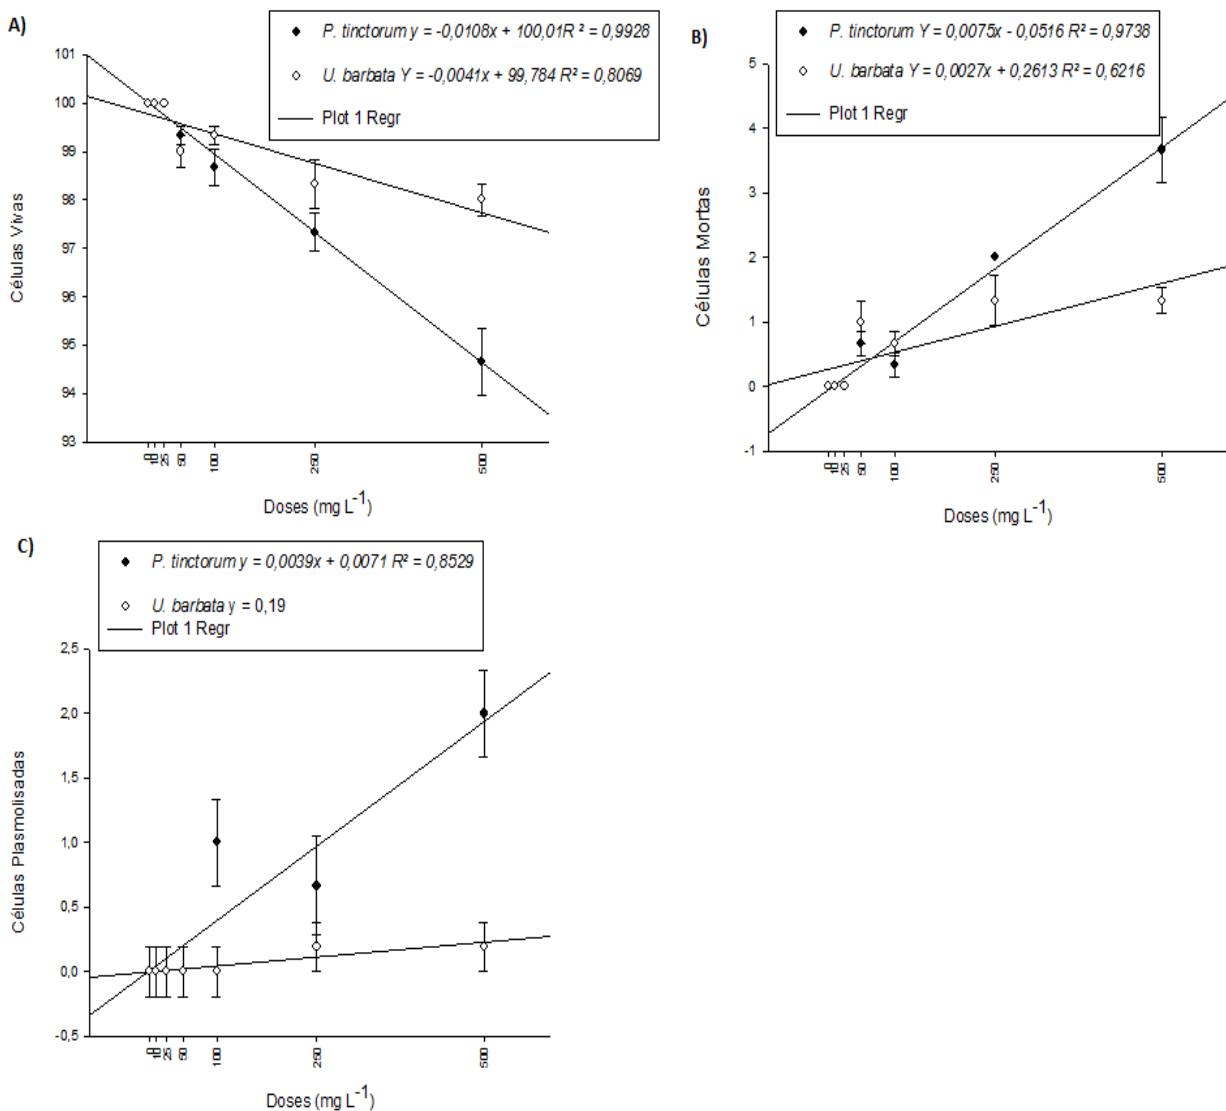 A)
P. tinctorum y = -0,0108x + 100,01R ² = 0,9928
U. barbata Y = -0,0041x + 99,784 R² = 0,8069
Plot 1 Regr
101
100
99
98
97
96
95
94
93
Células Vivas
0
10
25
50
100
250
500
Doses (mg L-1)
B)
P. tinctorum Y = 0,0075x - 0,0516 R² = 0,9738
U. barbata Y = 0,0027x + 0,2613 R² = 0,6216
Plot 1 Regr
5
4
3
2
1
0
-1
Células Mortas
0
10
25
50
100
250
500
Doses (mg L-1)
C)
P. tinctorum y = 0,0039x + 0,0071 R² = 0,8529
U. barbata y = 0,19
Plot 1 Regr
2,5
2,0
1,5
1,0
0,5
0,0
-0,5
Células Plasmolisadas
0
10
25
50
100
250
500
Doses (mg L-1)